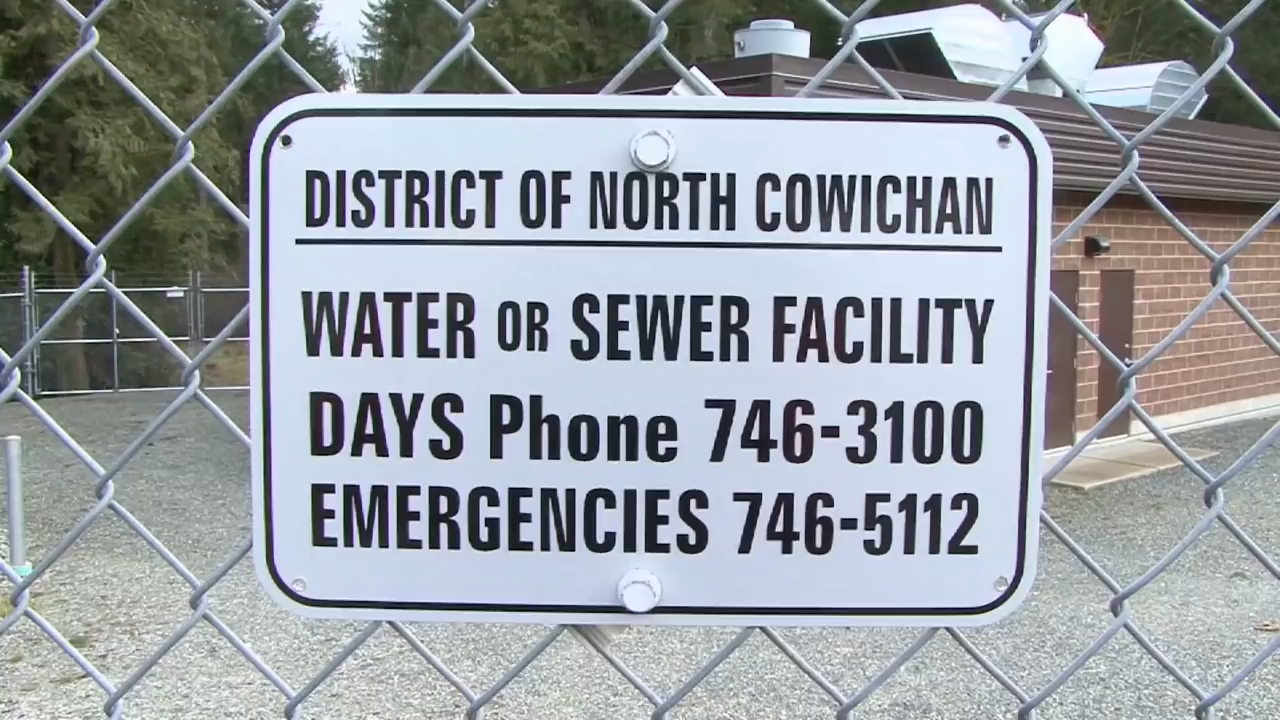 DISTRICT OF NORTH COWICHAN
WATER OR SEWER FACILITY
DAYS Phone 746-3100
EMERGENCIES 746-5112